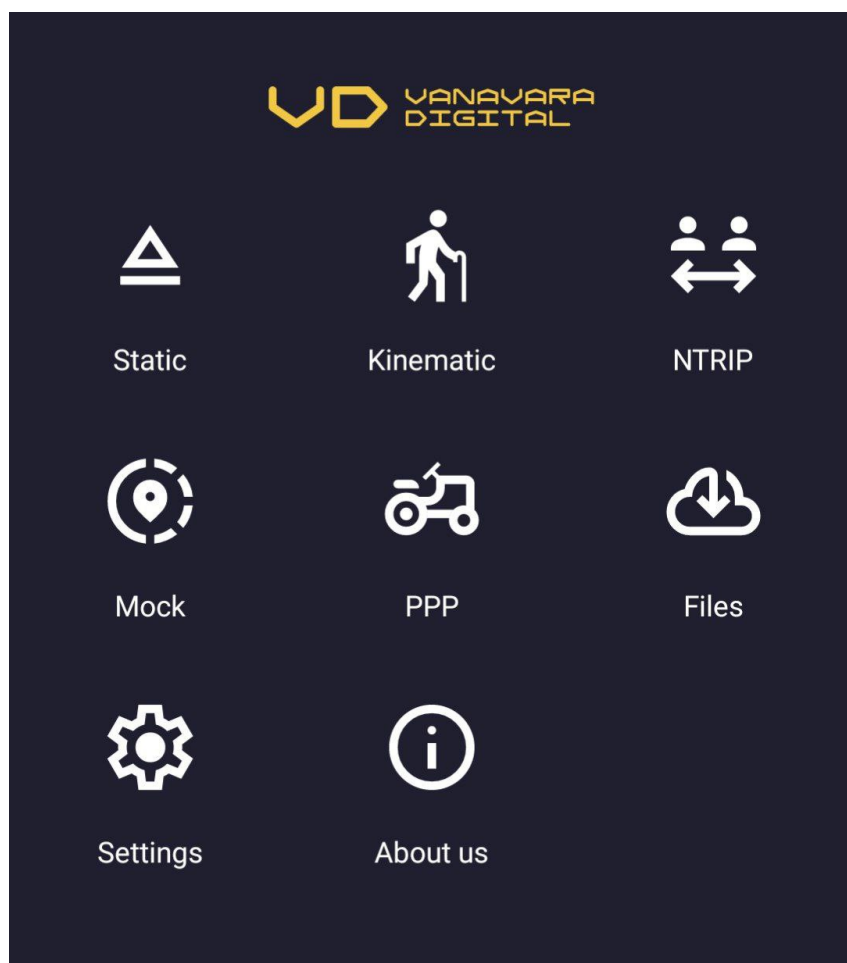 VD VANAVARA
DIGITAL
Static Kinematic NTRIP
Mock PPP Files
Settings About us